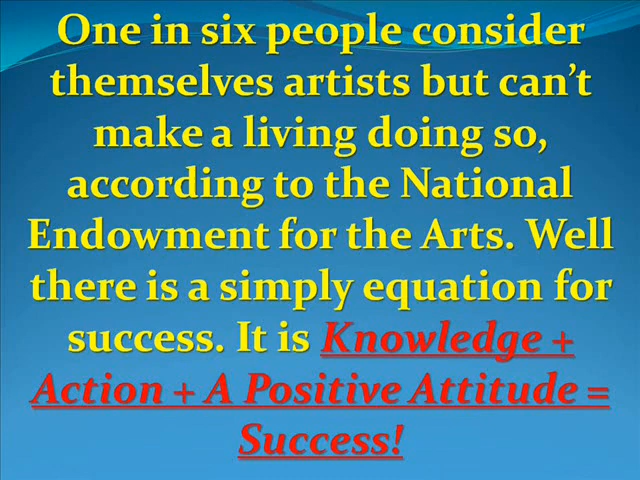 One in six people consider
themselves artists but can’t
make a living doing so,
according to the National
Endowment for the Arts. Well
there is a simply equation for
success. It is Knowledge +
Action + A Positive Attitude =
Success!